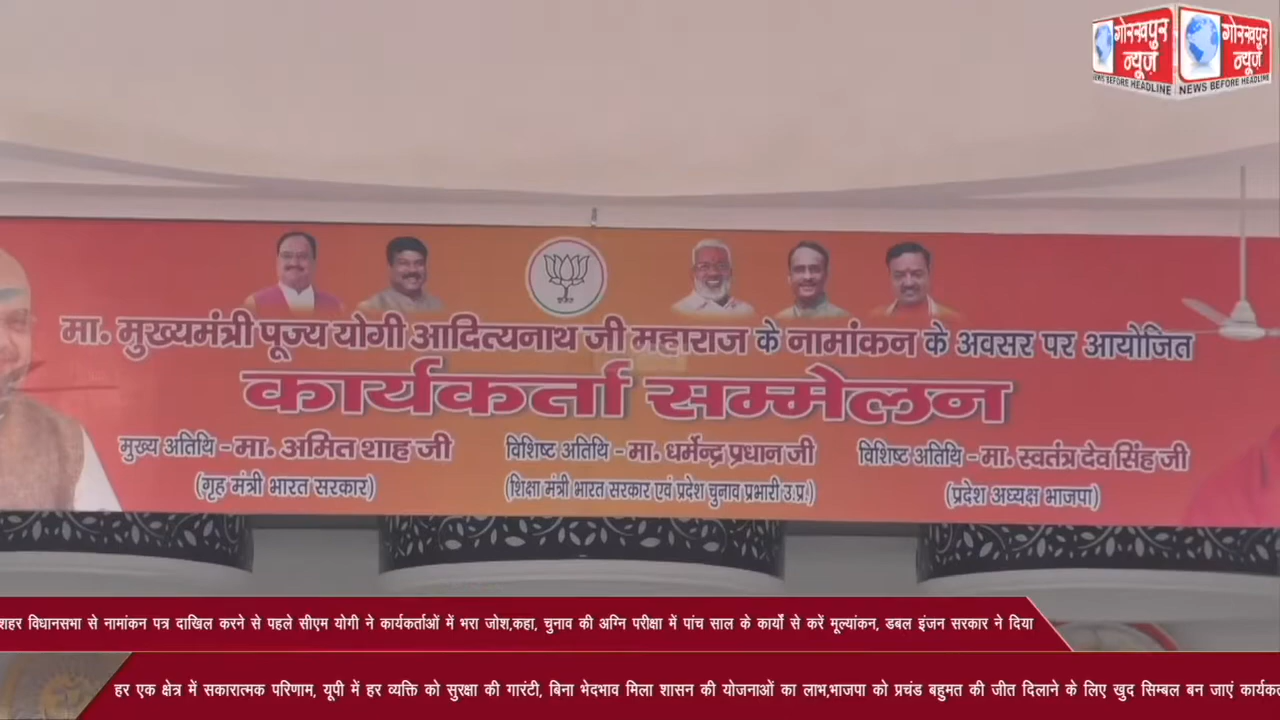 गोरखपुर गोरखपुर
न्यूज़ न्यूज़
NEWS BEFORE HEADLINE NEWS BEFORE HEADLINE
मा. मुख्यमंत्री पूज्य योगी आदित्यनाथ जी महाराज के नामांकन के अवसर पर आयोजित
कार्यकर्ता सम्मेलन
मुख्य अतिथि - मा. अमित शाह जी
(गृह मंत्री भारत सरकार)
विशिष्ट अतिथि - मा. धर्मेन्द्र प्रधान जी
(शिक्षा मंत्री भारत सरकार एवं प्रदेश चुनाव प्रभारी उ.प्र.)
विशिष्ट अतिथि - मा. स्वतंत्र देव सिंह जी
(प्रदेश अध्यक्ष भाजपा)
शहर विधानसभा से नामांकन पत्र दाखिल करने से पहले सीएम योगी ने कार्यकर्ताओं में भरा जोश,कहा, चुनाव की अग्नि परीक्षा में पांच साल के कार्यों से करें मूल्यांकन, डबल इंजन सरकार ने दिया
हर एक क्षेत्र में सकारात्मक परिणाम, यूपी में हर व्यक्ति को सुरक्षा की गारंटी, बिना भेदभाव मिला शासन की योजनाओं का लाभ,भाजपा को प्रचंड बहुमत की जीत दिलाने के लिए खुद सिम्बल बन जाएं